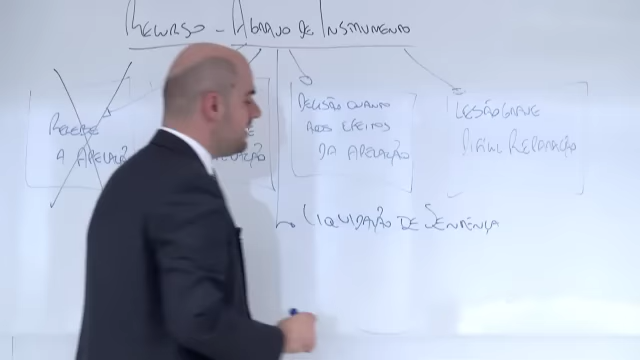 Recurso - Agravo de Instrumento
Recebe
a apelação
lação
Decisão quanto
aos efeitos
da apelação
Lesão grave
Difícil Reparação
Liquidação de Sentença